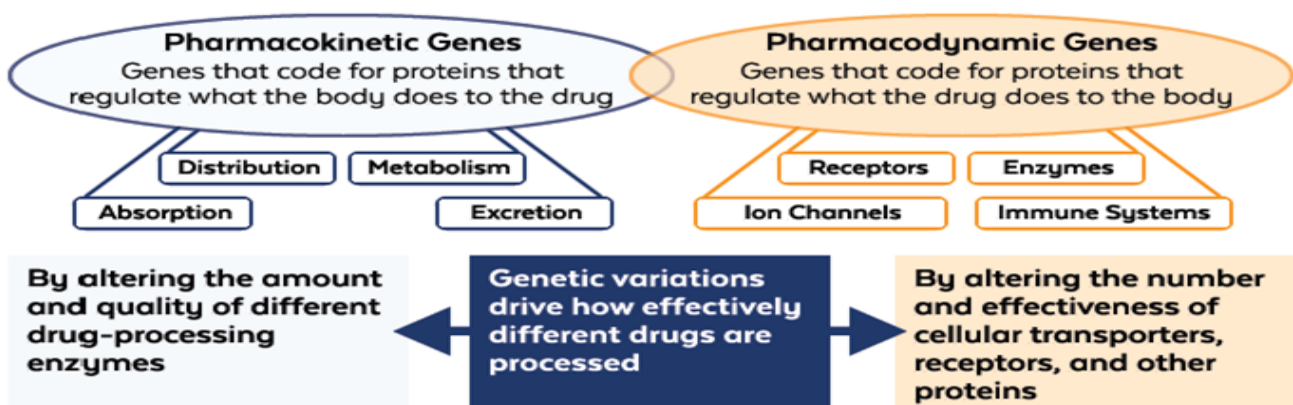 Pharmacokinetic Genes
Genes that code for proteins that
regulate what the body does to the drug
Pharmacodynamic Genes
Genes that code for proteins that
regulate what the drug does to the body
Distribution
Metabolism
Absorption
Excretion
Receptors
Enzymes
Ion Channels
Immune Systems
By altering the amount
and quality of different
drug-processing
enzymes
Genetic variations
drive how effectively
different drugs are
processed
By altering the number
and effectiveness of
cellular transporters,
receptors, and other
proteins